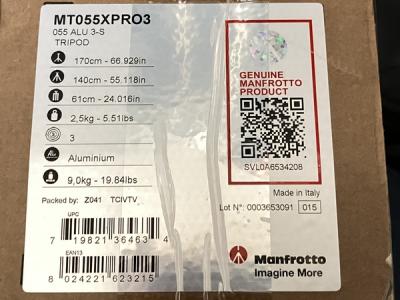 MT055XPRO3
055 ALU 3-S
TRIPOD
170cm - 66.929in
140cm - 55.118in
61cm - 24.016in
2,5kg - 5.51lbs
3
Aluminium
9,0kg - 19.84lbs
GENUINE
MANFROTTO
PRODUCT
SVL0A6534208
Made in Italy
Packed by: Z041 TCIVTV
Lot N°: 0003653091 015
UPC
7 19821 36463 4
EAN13
8 024221 623215
Manfrotto
Imagine More